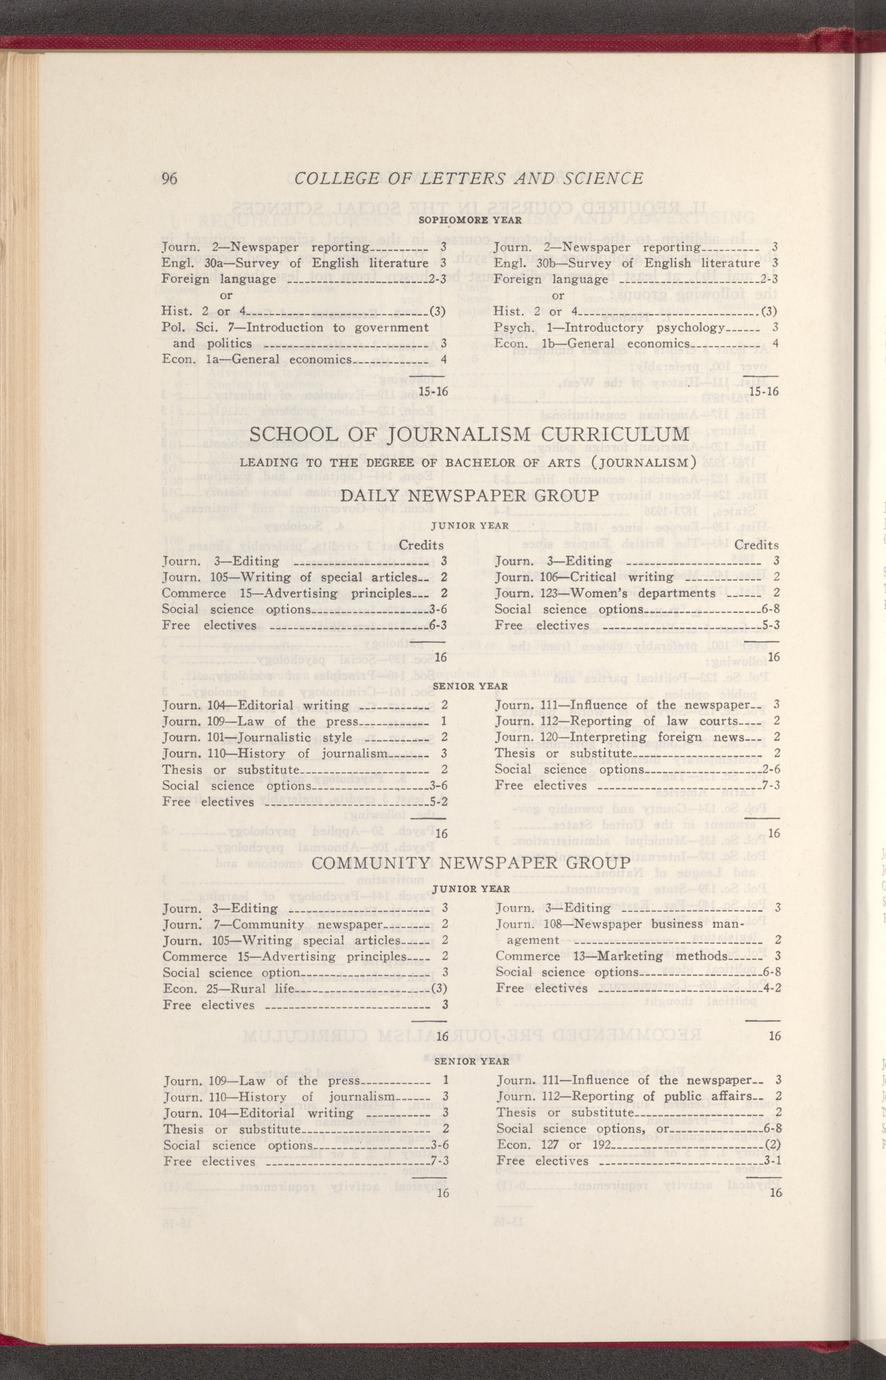 96 COLLEGE OF LETTERS AND SCIENCE
SOPHOMORE YEAR
Journ. 2—Newspaper reporting 3
Engl. 30a—Survey of English literature 3
Foreign language 2-3
or
Hist. 2 or 4 (3)
Pol. Sci. 7—Introduction to government
and politics 3
Econ. 1a—General economics 4
15-16
Journ. 2—Newspaper reporting 3
Engl. 30b—Survey of English literature 3
Foreign language 2-3
or
Hist. 2 or 4 (3)
Psych. 1—Introductory psychology 3
Econ. 1b—General economics 4
15-16
SCHOOL OF JOURNALISM CURRICULUM
LEADING TO THE DEGREE OF BACHELOR OF ARTS (JOURNALISM)
DAILY NEWSPAPER GROUP
JUNIOR YEAR
Credits
Journ. 3—Editing 3
Journ. 105—Writing of special articles 2
Commerce 15—Advertising principles 2
Social science options 3-6
Free electives 6-3
16
Credits
Journ. 3—Editing 3
Journ. 106—Critical writing 2
Journ. 123—Women's departments 2
Social science options 6-8
Free electives 5-3
16
SENIOR YEAR
Journ. 104—Editorial writing 2
Journ. 109—Law of the press 1
Journ. 101—Journalistic style 2
Journ. 110—History of journalism 3
Thesis or substitute 2
Social science options 3-6
Free electives 5-2
16
Journ. 111—Influence of the newspaper 3
Journ. 112—Reporting of law courts 2
Journ. 120—Interpreting foreign news 2
Thesis or substitute 2
Social science options 2-6
Free electives 7-3
16
COMMUNITY NEWSPAPER GROUP
JUNIOR YEAR
Journ. 3—Editing 3
Journ. 7—Community newspaper 2
Journ. 105—Writing special articles 2
Commerce 15—Advertising principles 2
Social science option 3
Econ. 25—Rural life (3)
Free electives 3
16
Journ. 3—Editing 3
Journ. 108—Newspaper business man-
agement 2
Commerce 13—Marketing methods 3
Social science options 6-8
Free electives 4-2
16
SENIOR YEAR
Journ. 109—Law of the press 1
Journ. 110—History of journalism 3
Journ. 104—Editorial writing 3
Thesis or substitute 2
Social science options 3-6
Free electives 7-3
16
Journ. 111—Influence of the newspaper 3
Journ. 112—Reporting of public affairs 2
Thesis or substitute 2
Social science options, or 6-8
Econ. 127 or 192 (2)
Free electives 3-1
16